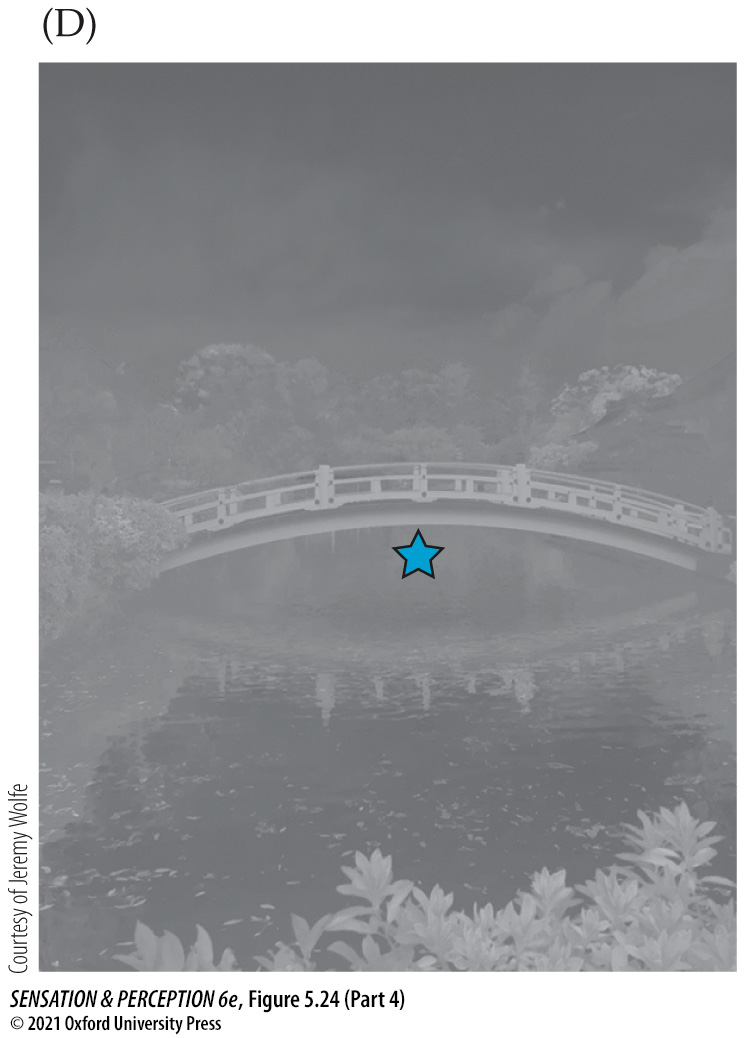 (D)
Courtesy of Jeremy Wolfe
SENSATION & PERCEPTION 6e, Figure 5.24 (Part 4)
© 2021 Oxford University Press